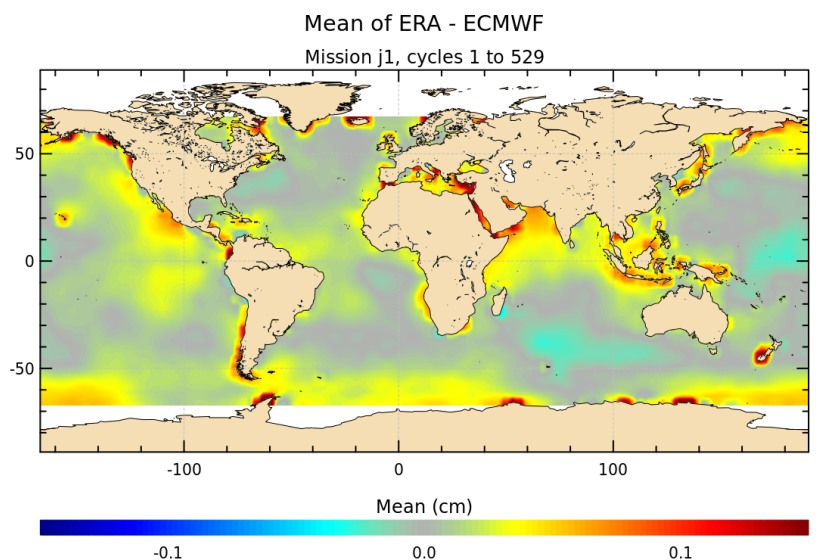 Mean of ERA - ECMWF
Mission j1, cycles 1 to 529
50
0
-50
-100 0 100
Mean (cm)
-0.1 0.0 0.1